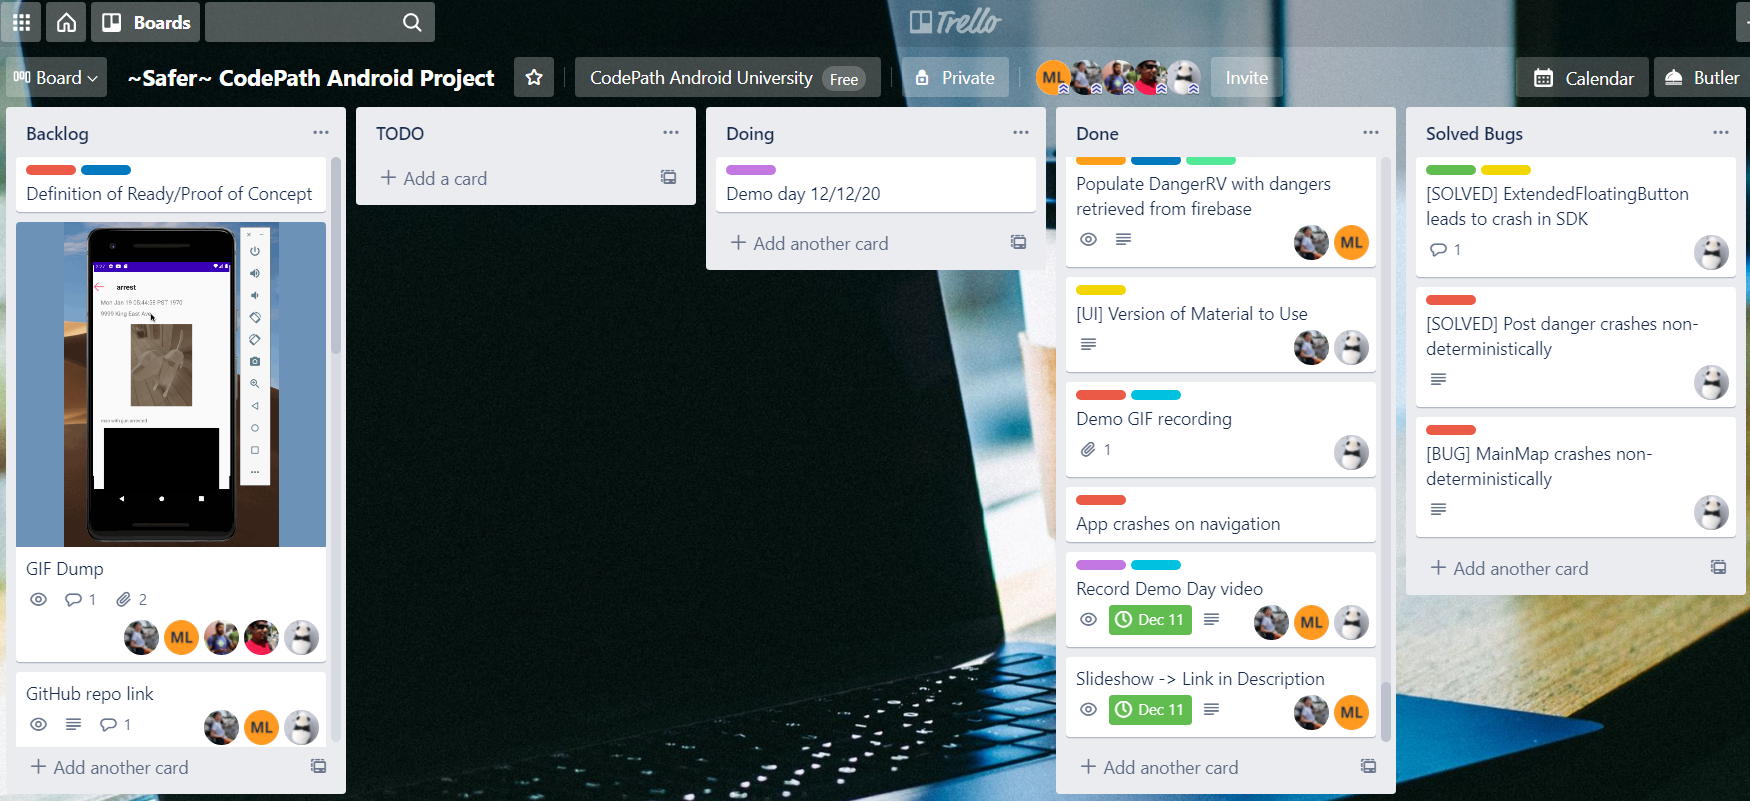 Boards
Trello
Board
~Safer~ CodePath Android Project
CodePath Android University Free
Private
ML
Invite
Calendar
Butler
Backlog
Definition of Ready/Proof of Concept
arrest
Mon Jan 19 05:44:58 PST 1970
9999 King East Ave
man with gun arrested
GIF Dump
1
2
ML
GitHub repo link
1
ML
+ Add another card
TODO
+ Add a card
Doing
Demo day 12/12/20
+ Add another card
Done
Populate DangerRV with dangers
retrieved from firebase
ML
[UI] Version of Material to Use
Demo GIF recording
1
App crashes on navigation
Record Demo Day video
Dec 11
ML
Slideshow -> Link in Description
Dec 11
ML
+ Add another card
Solved Bugs
[SOLVED] ExtendedFloatingButton
leads to crash in SDK
1
[SOLVED] Post danger crashes non-
deterministically
[BUG] MainMap crashes non-
deterministically
+ Add another card